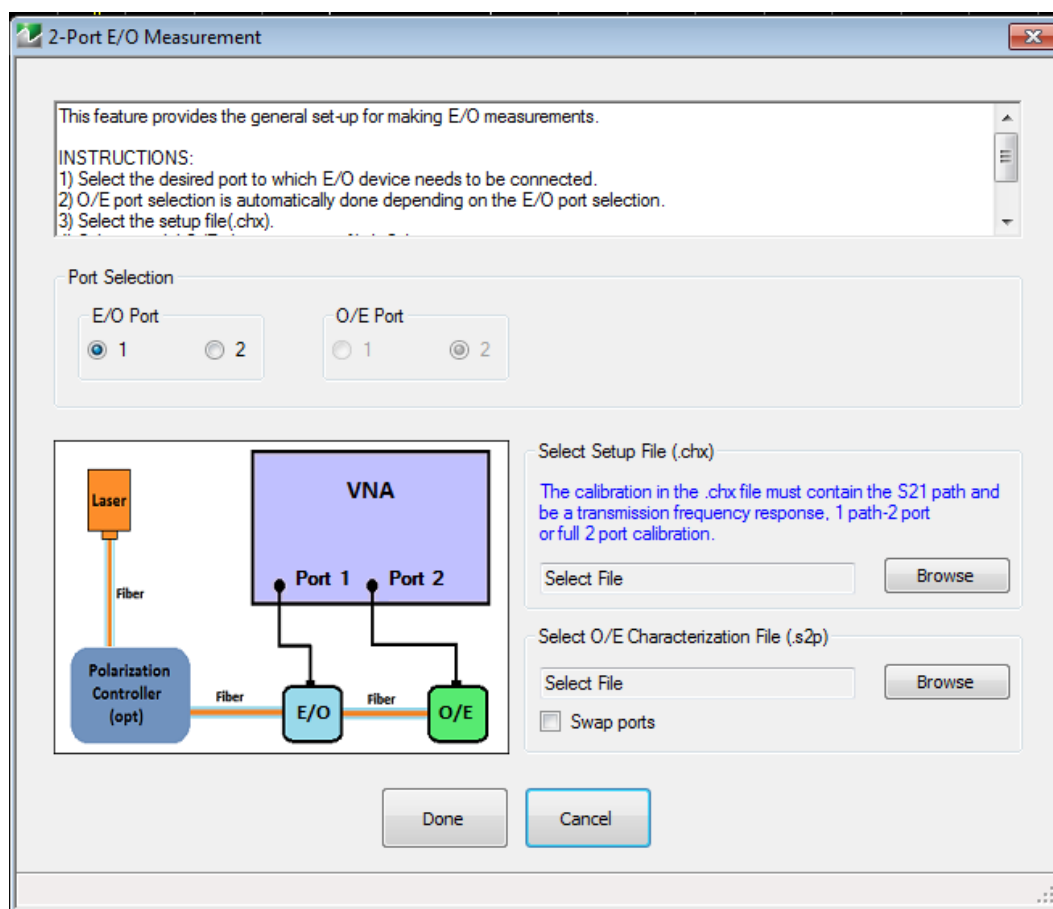 2-Port E/O Measurement
This feature provides the general set-up for making E/O measurements.
INSTRUCTIONS:
1) Select the desired port to which E/O device needs to be connected.
2) O/E port selection is automatically done depending on the E/O port selection.
3) Select the setup file(.chx).
Port Selection
E/O Port
1
2
O/E Port
1
2
Laser
Fiber
VNA
Port 1
Port 2
Polarization
Controller
(opt)
Fiber
E/O
Fiber
O/E
Select Setup File (.chx)
The calibration in the .chx file must contain the S21 path and
be a transmission frequency response, 1 path-2 port
or full 2 port calibration.
Select File
Browse
Select O/E Characterization File (.s2p)
Select File
Browse
Swap ports
Done
Cancel